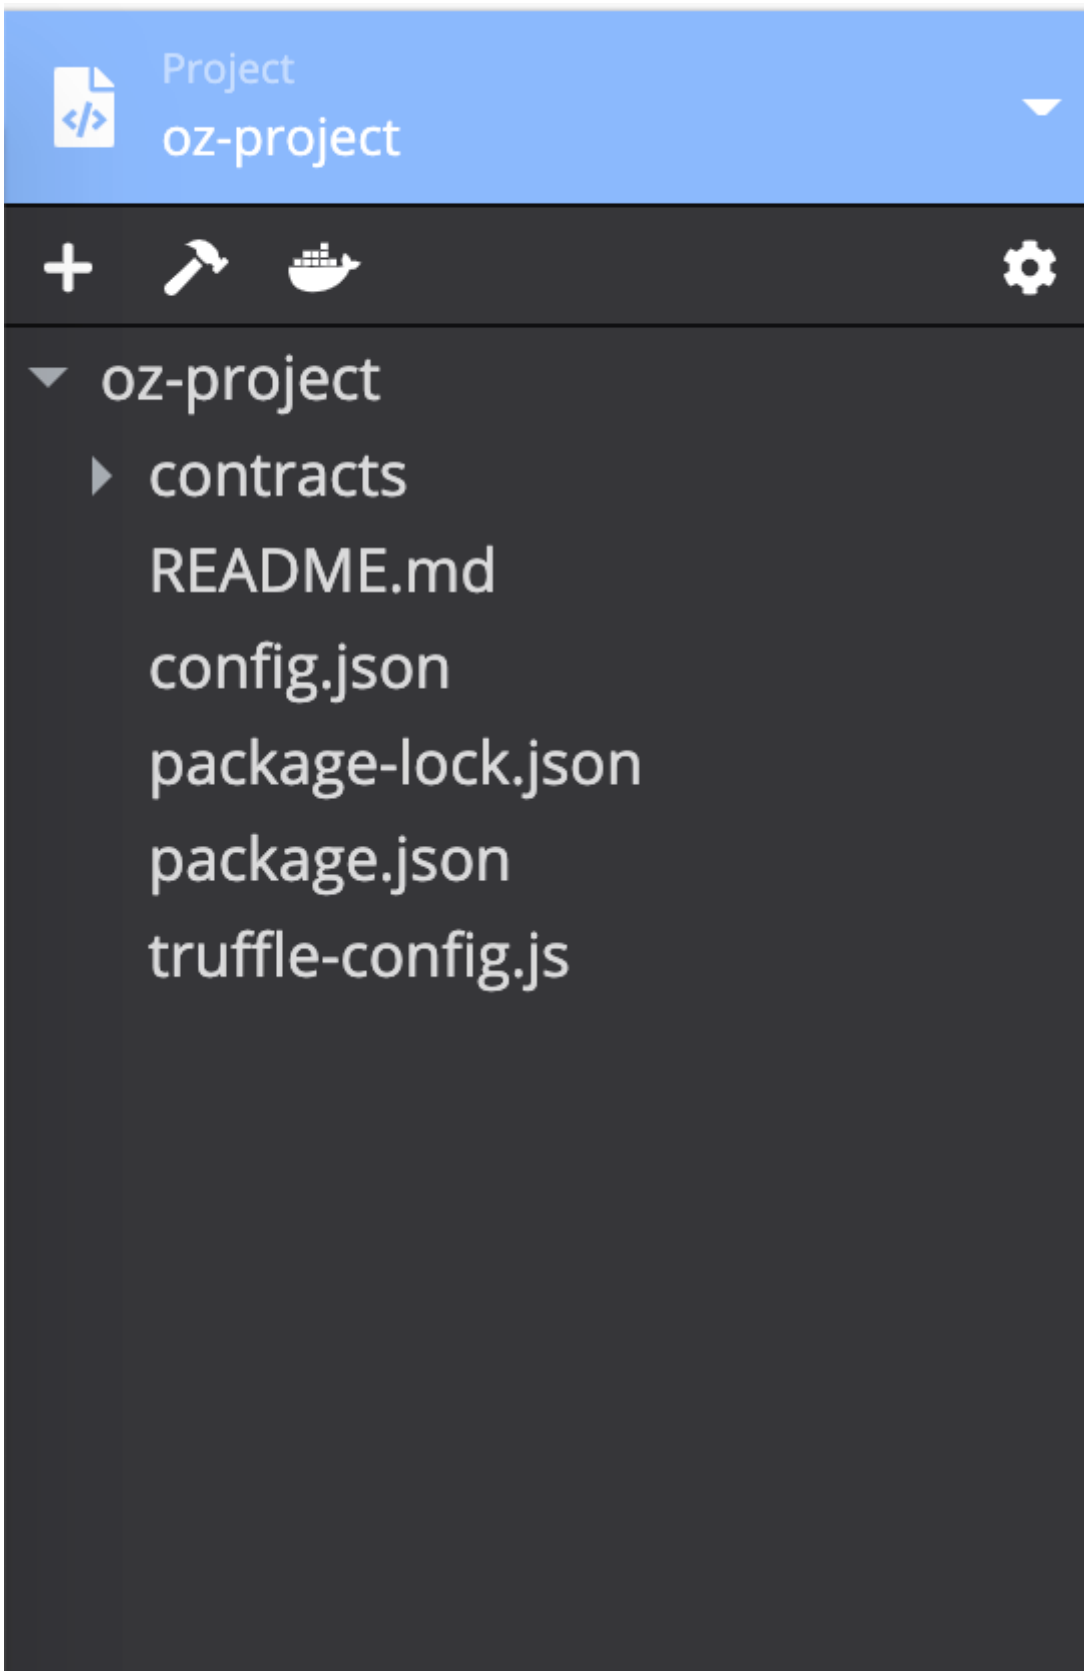 Project
oz-project
oz-project
contracts
README.md
config.json
package-lock.json
package.json
truffle-config.js